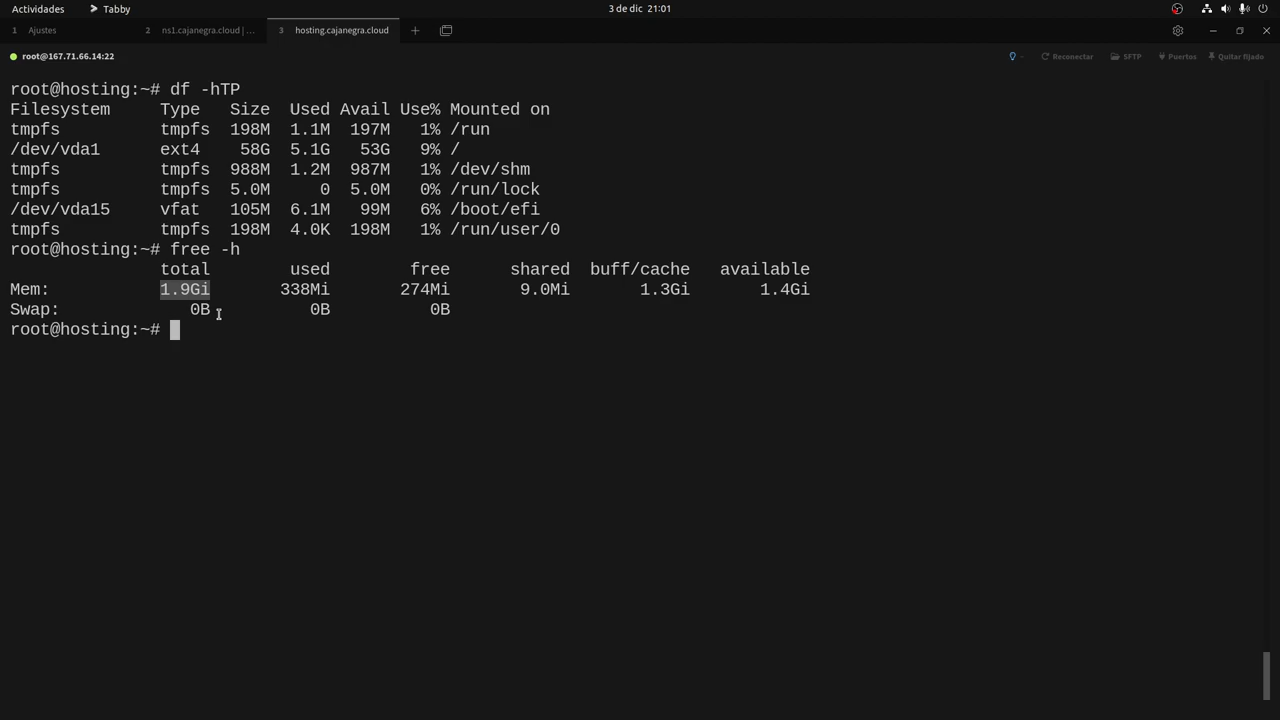 Actividades Tabby 3 de dic 21:01
1 Ajustes 2 ns1.cajanegra.cloud | ... 3 hosting.cajanegra.cloud +
root@167.71.66.14:22 Reconectar SFTP Puertos Quitar fijado
root@hosting:~# df -hTP
Filesystem     Type   Size  Used Avail Use% Mounted on
tmpfs          tmpfs  198M  1.1M  197M   1% /run
/dev/vda1      ext4    58G  5.1G   53G   9% /
tmpfs          tmpfs  988M  1.2M  987M   1% /dev/shm
tmpfs          tmpfs  5.0M     0  5.0M   0% /run/lock
/dev/vda15     vfat   105M  6.1M   99M   6% /boot/efi
tmpfs          tmpfs  198M  4.0K  198M   1% /run/user/0
root@hosting:~# free -h
               total        used        free      shared  buff/cache   available
Mem:           1.9Gi       338Mi       274Mi       9.0Mi       1.3Gi       1.4Gi
Swap:             0B          0B          0B
root@hosting:~#